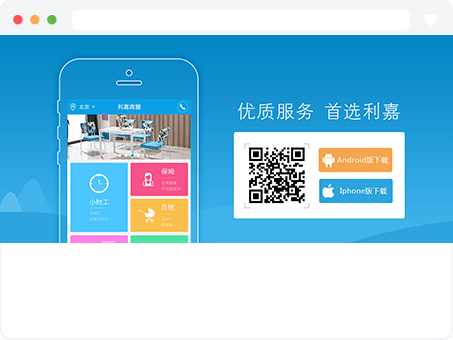 北京
利嘉商圈
优质服务 首选利嘉
保姆
小时工
月嫂
Android版下载
Iphone版下载